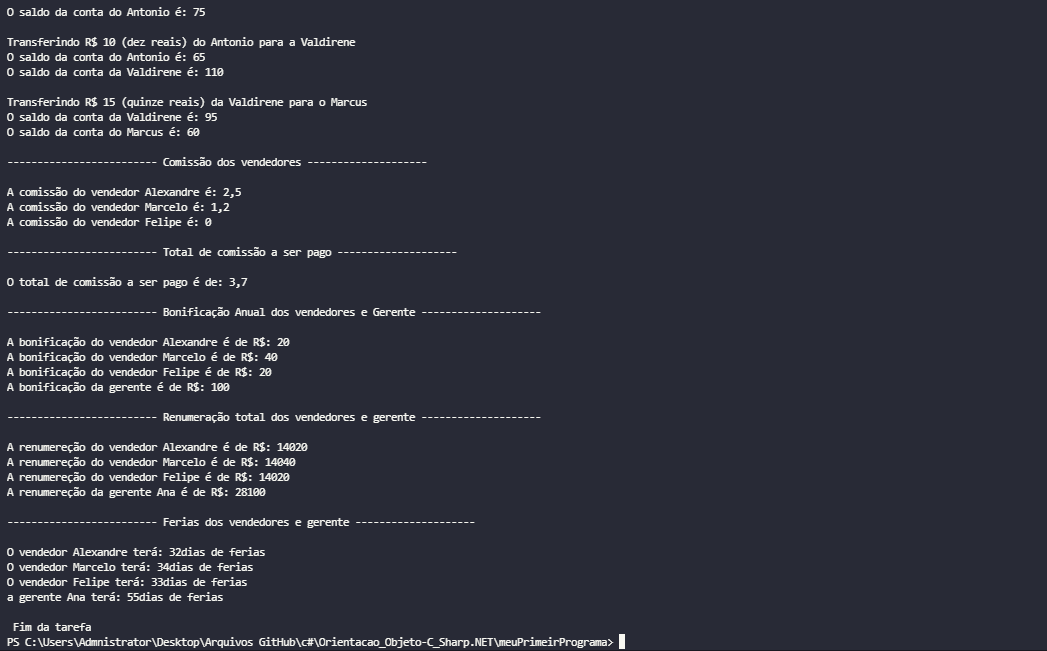 O saldo da conta do Antonio é: 75
Transferindo R$ 10 (dez reais) do Antonio para a Valdirene
O saldo da conta do Antonio é: 65
O saldo da conta da Valdirene é: 110
Transferindo R$ 15 (quinze reais) da Valdirene para o Marcus
O saldo da conta da Valdirene é: 95
O saldo da conta do Marcus é: 60
------------------------- Comissão dos vendedores --------------------
A comissão do vendedor Alexandre é: 2,5
A comissão do vendedor Marcelo é: 1,2
A comissão do vendedor Felipe é: 0
------------------------- Total de comissão a ser pago --------------------
O total de comissão a ser pago é de: 3,7
------------------------- Bonificação Anual dos vendedores e Gerente --------------------
A bonificação do vendedor Alexandre é de R$: 20
A bonificação do vendedor Marcelo é de R$: 40
A bonificação do vendedor Felipe é de R$: 20
A bonificação da gerente é de R$: 100
------------------------- Renumeração total dos vendedores e gerente --------------------
A renumereção do vendedor Alexandre é de R$: 14020
A renumereção do vendedor Marcelo é de R$: 14040
A renumereção do vendedor Felipe é de R$: 14020
A renumereção da gerente Ana é de R$: 28100
------------------------- Ferias dos vendedores e gerente --------------------
O vendedor Alexandre terá: 32dias de ferias
O vendedor Marcelo terá: 34dias de ferias
O vendedor Felipe terá: 33dias de ferias
a gerente Ana terá: 55dias de ferias
Fim da tarefa
PS C:\Users\Admnistrator\Desktop\Arquivos GitHub\c#\Orientacao_Objeto-C_Sharp.NET\meuPrimeirPrograma>